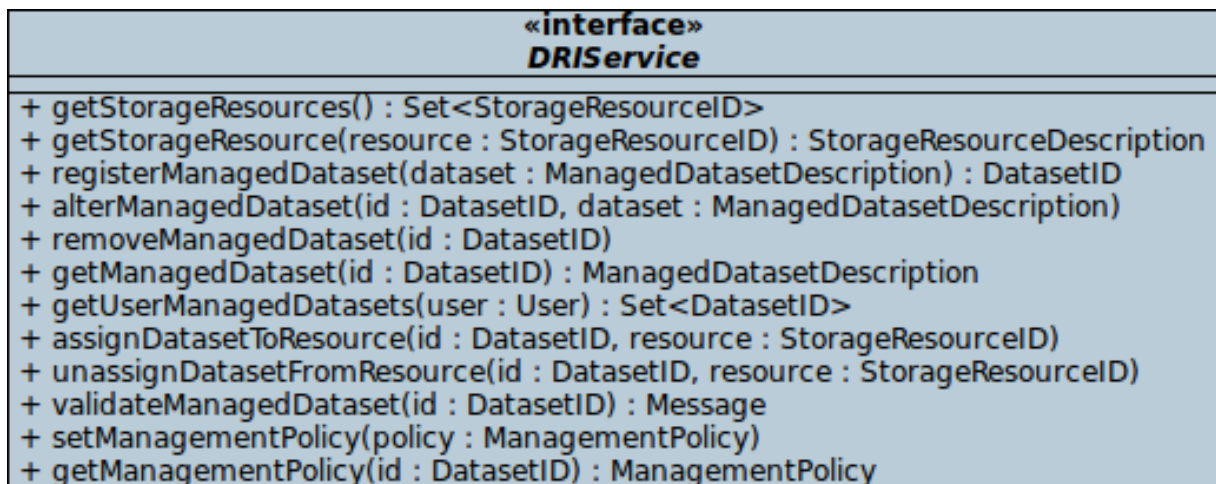 «interface»
DRIService
+ getStorageResources() : Set<StorageResourceID>
+ getStorageResource(resource : StorageResourceID) : StorageResourceDescription
+ registerManagedDataset(dataset : ManagedDatasetDescription) : DatasetID
+ alterManagedDataset(id : DatasetID, dataset : ManagedDatasetDescription)
+ removeManagedDataset(id : DatasetID)
+ getManagedDataset(id : DatasetID) : ManagedDatasetDescription
+ getUserManagedDatasets(user : User) : Set<DatasetID>
+ assignDatasetToResource(id : DatasetID, resource : StorageResourceID)
+ unassignDatasetFromResource(id : DatasetID, resource : StorageResourceID)
+ validateManagedDataset(id : DatasetID) : Message
+ setManagementPolicy(policy : ManagementPolicy)
+ getManagementPolicy(id : DatasetID) : ManagementPolicy